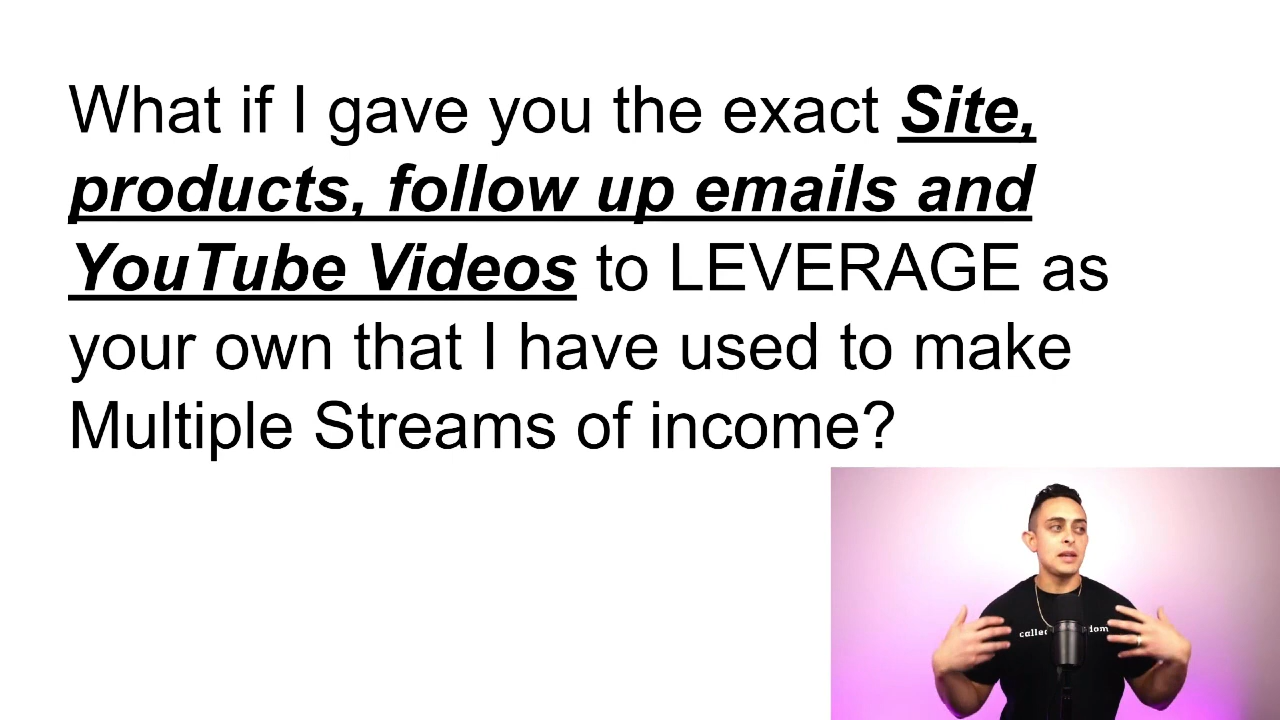 What if I gave you the exact Site,
products, follow up emails and
YouTube Videos to LEVERAGE as
your own that I have used to make
Multiple Streams of income?